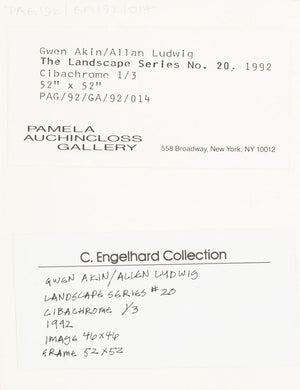 PAG/92/GA/92/014
Gwen Akin/Allan Ludwig
The Landscape Series No. 20, 1992
Cibachrome 1/3
52" x 52"
PAG/92/GA/92/014
PAMELA
AUCHINCLOSS
GALLERY
558 Broadway, New York, NY 10012
C. Engelhard Collection
GWEN AKIN/ALLEN LUDWIG
LANDSCAPE SERIES #20
CIBACHROME 1/3
1992
IMAGE 46x46
FRAME 52x52